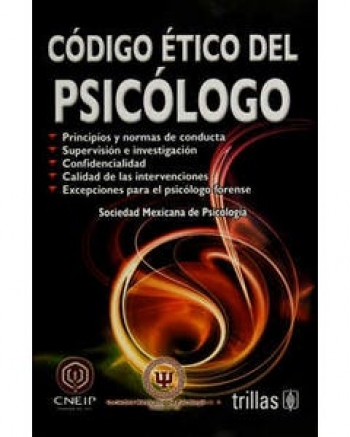 CÓDIGO ÉTICO DEL
PSICÓLOGO
Principios y normas de conducta
Supervisión e investigación
Confidencialidad
Calidad de las intervenciones
Excepciones para el psicólogo forense
Sociedad Mexicana de Psicología
CNEIP
trillas